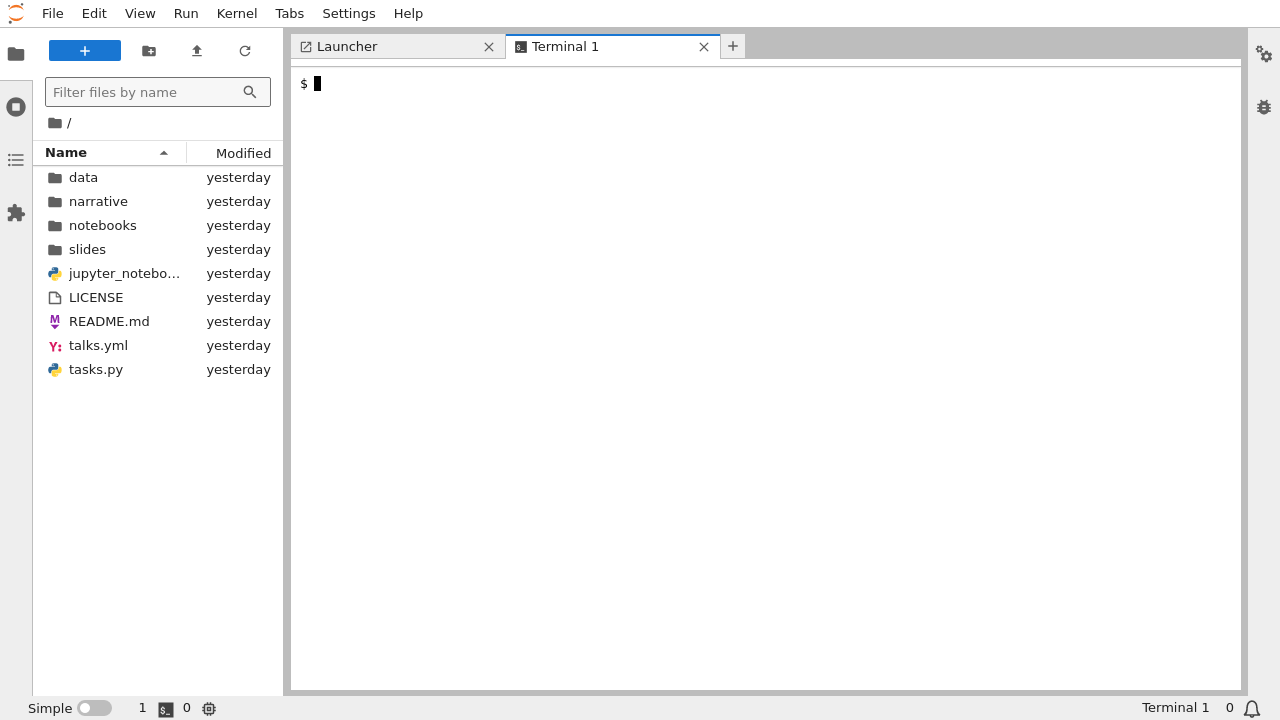 File Edit View Run Kernel Tabs Settings Help
Launcher
Terminal 1
Filter files by name
$
/
Name Modified
data yesterday
narrative yesterday
notebooks yesterday
slides yesterday
jupyter_notebo… yesterday
LICENSE yesterday
README.md yesterday
talks.yml yesterday
tasks.py yesterday
Simple 1 0 Terminal 1 0